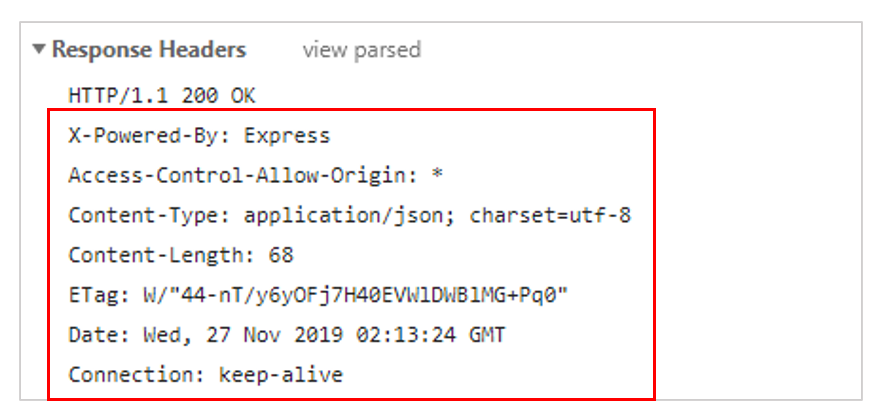 Response Headers view parsed
HTTP/1.1 200 OK
X-Powered-By: Express
Access-Control-Allow-Origin: *
Content-Type: application/json; charset=utf-8
Content-Length: 68
ETag: W/"44-nT/y6yOFj7H40EVWlDWBlMG+Pq0"
Date: Wed, 27 Nov 2019 02:13:24 GMT
Connection: keep-alive